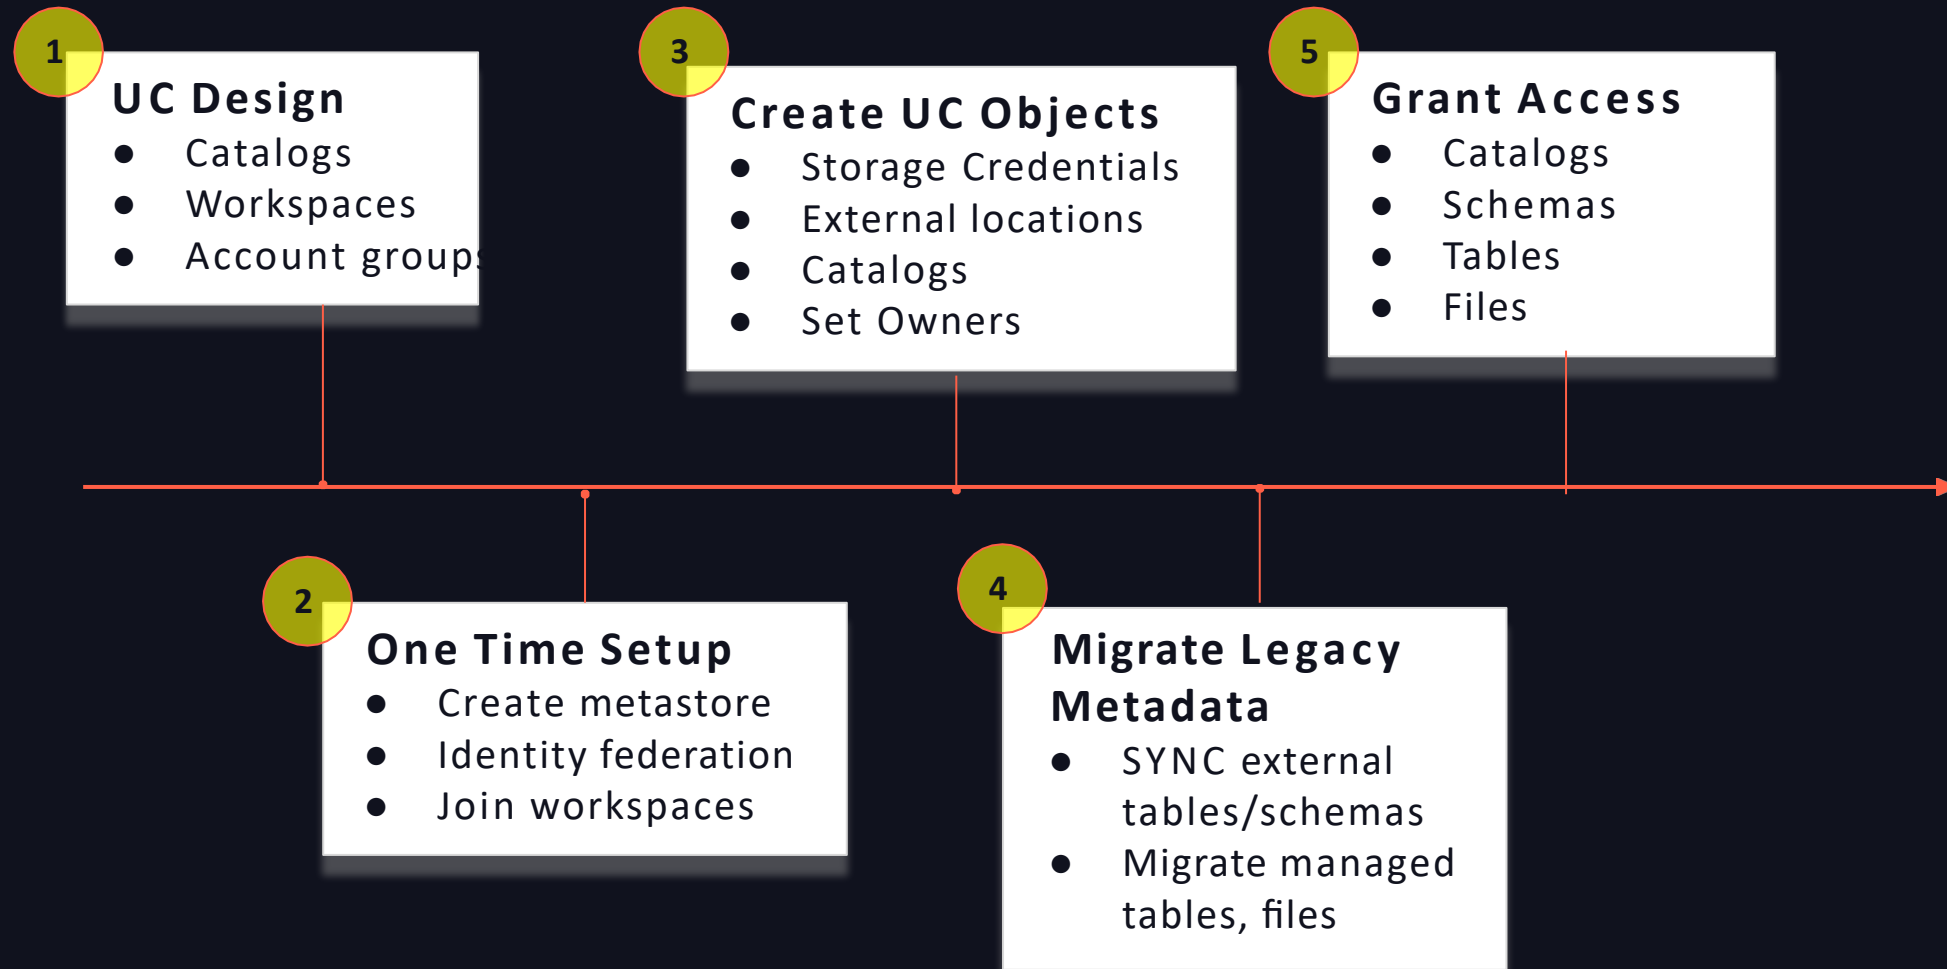 1
UC Design
● Catalogs
● Workspaces
● Account groups
2
One Time Setup
● Create metastore
● Identity federation
● Join workspaces
3
Create UC Objects
● Storage Credentials
● External locations
● Catalogs
● Set Owners
4
Migrate Legacy
Metadata
● SYNC external
tables/schemas
● Migrate managed
tables, files
5
Grant Access
● Catalogs
● Schemas
● Tables
● Files